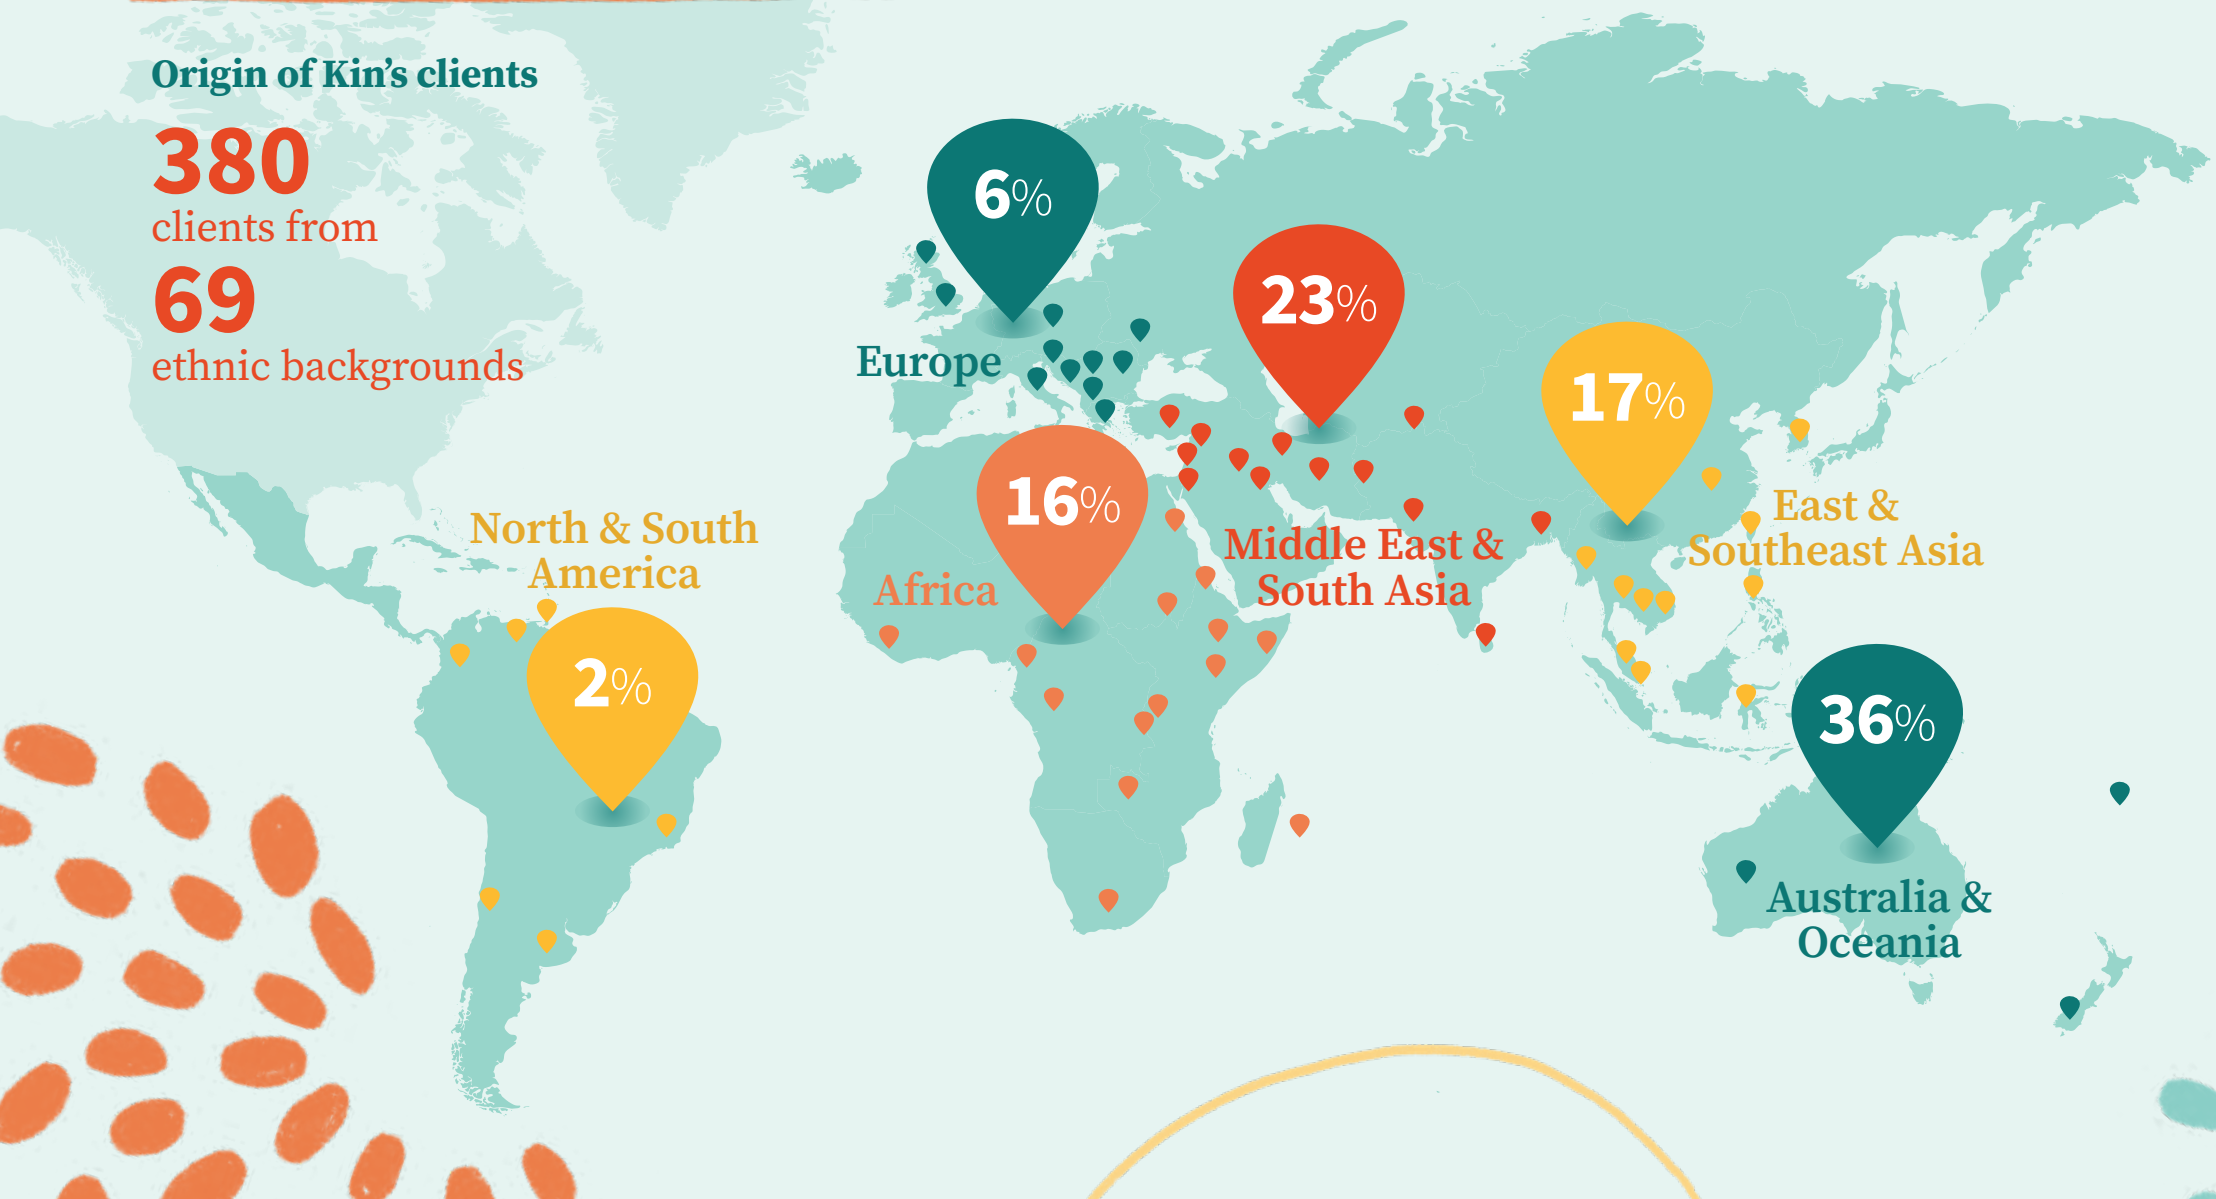 Origin of Kin’s clients
380
clients from
69
ethnic backgrounds
6%
Europe
23%
Middle East &
South Asia
17%
East &
Southeast Asia
16%
Africa
North & South
America
2%
36%
Australia &
Oceania